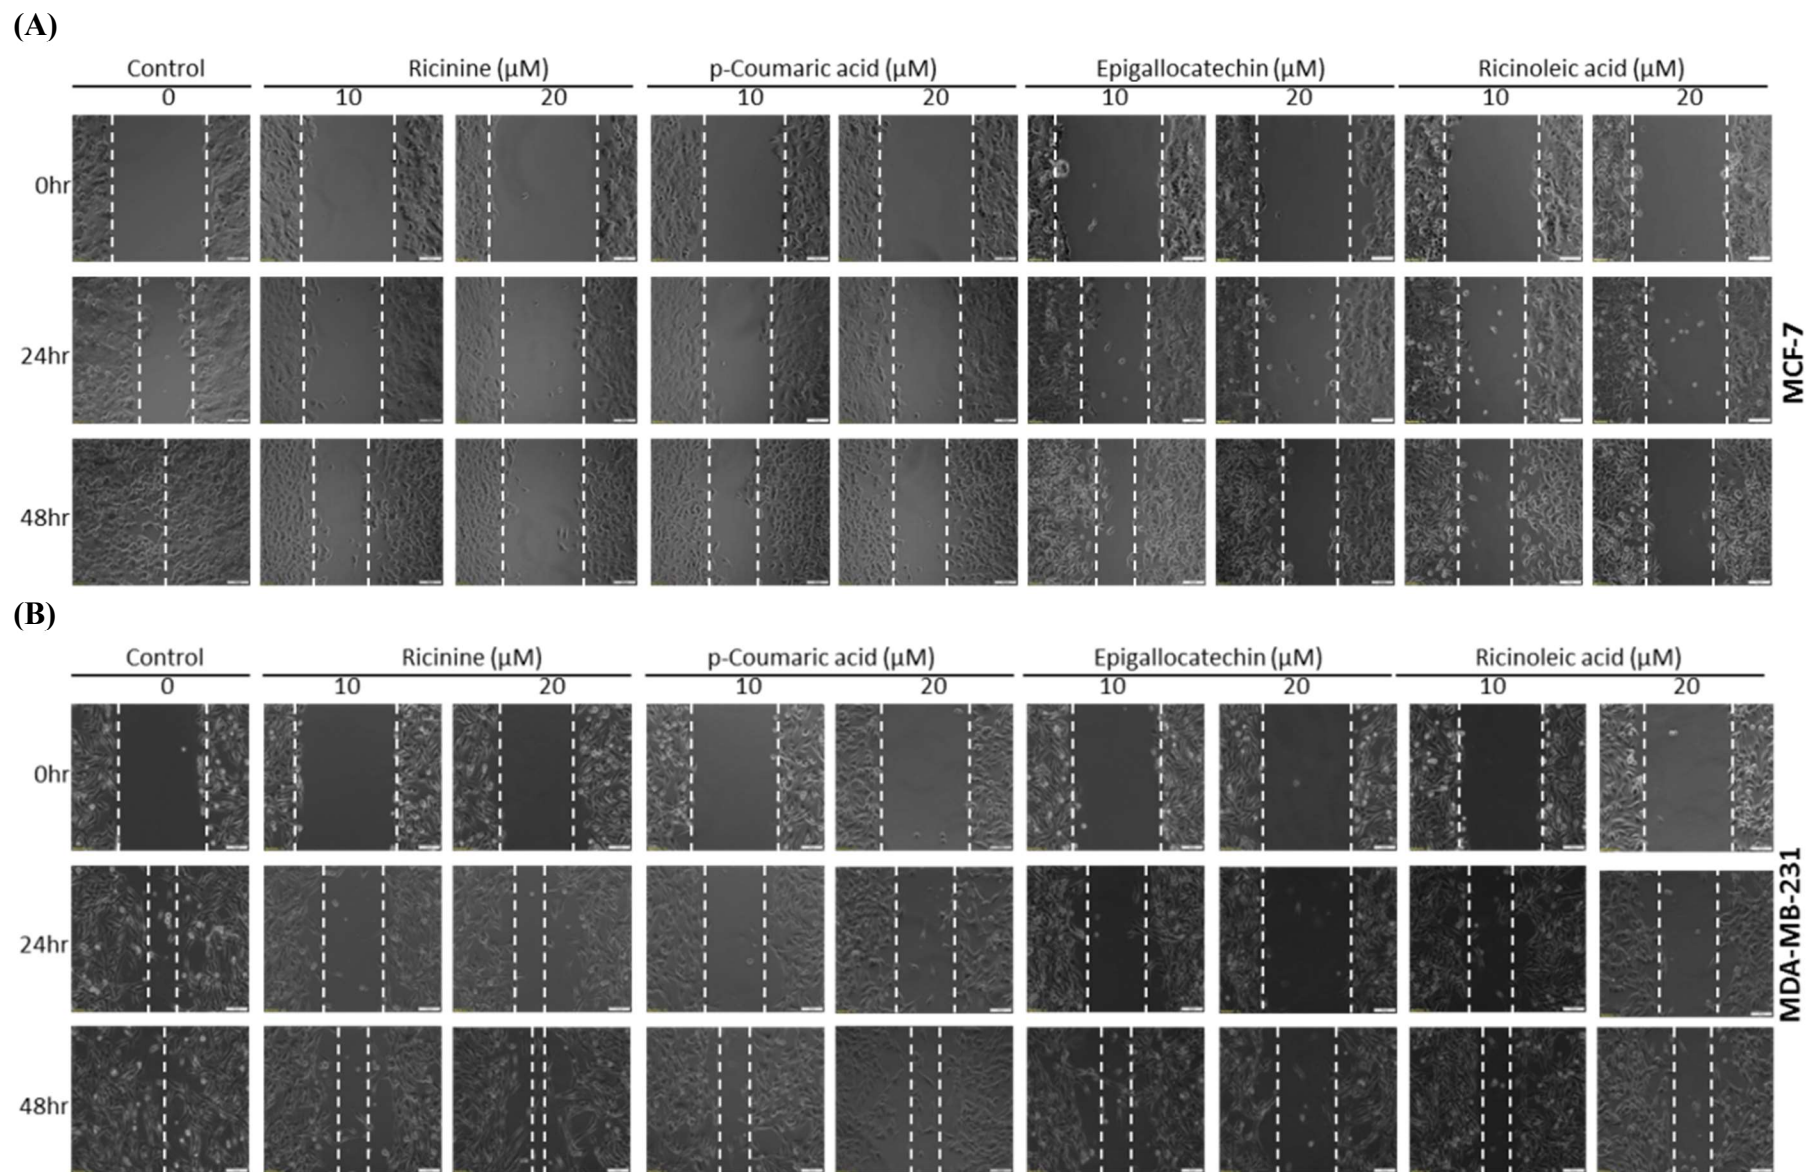 (A)
Control Ricinine (μM) p-Coumaric acid (μM) Epigallocatechin (μM) Ricinoleic acid (μM)
0 10 20 10 20 10 20 10 20
0hr
24hr
48hr
MCF-7
(B)
Control Ricinine (μM) p-Coumaric acid (μM) Epigallocatechin (μM) Ricinoleic acid (μM)
0 10 20 10 20 10 20 10 20
0hr
24hr
48hr
MDA-MB-231